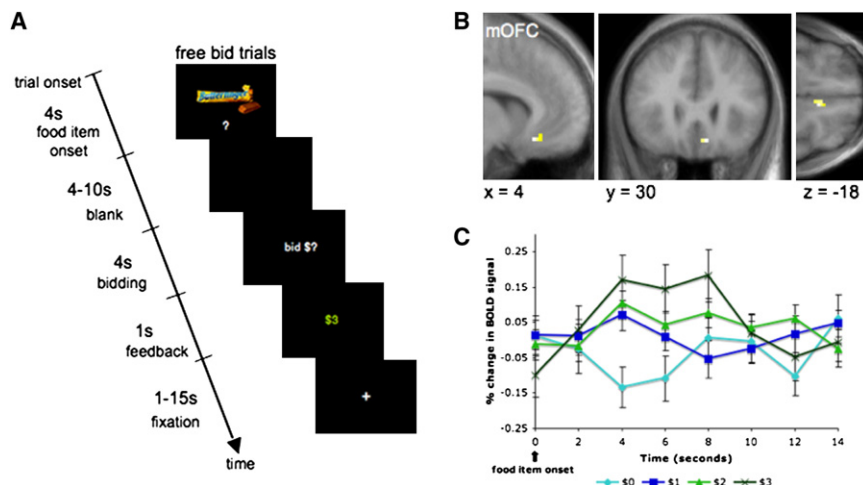 A
free bid trials
trial onset
4s
food item
onset
?
4-10s
blank
bid $?
4s
bidding
$3
1s
feedback
+
1-15s
fixation
time
B
mOFC
x = 4
y = 30
z = -18
C
% change in BOLD signal
0.25
0.15
0.05
-0.05
-0.15
-0.25
0 2 4 6 8 10 12 14
Time (seconds)
food item onset
$0 $1 $2 $3